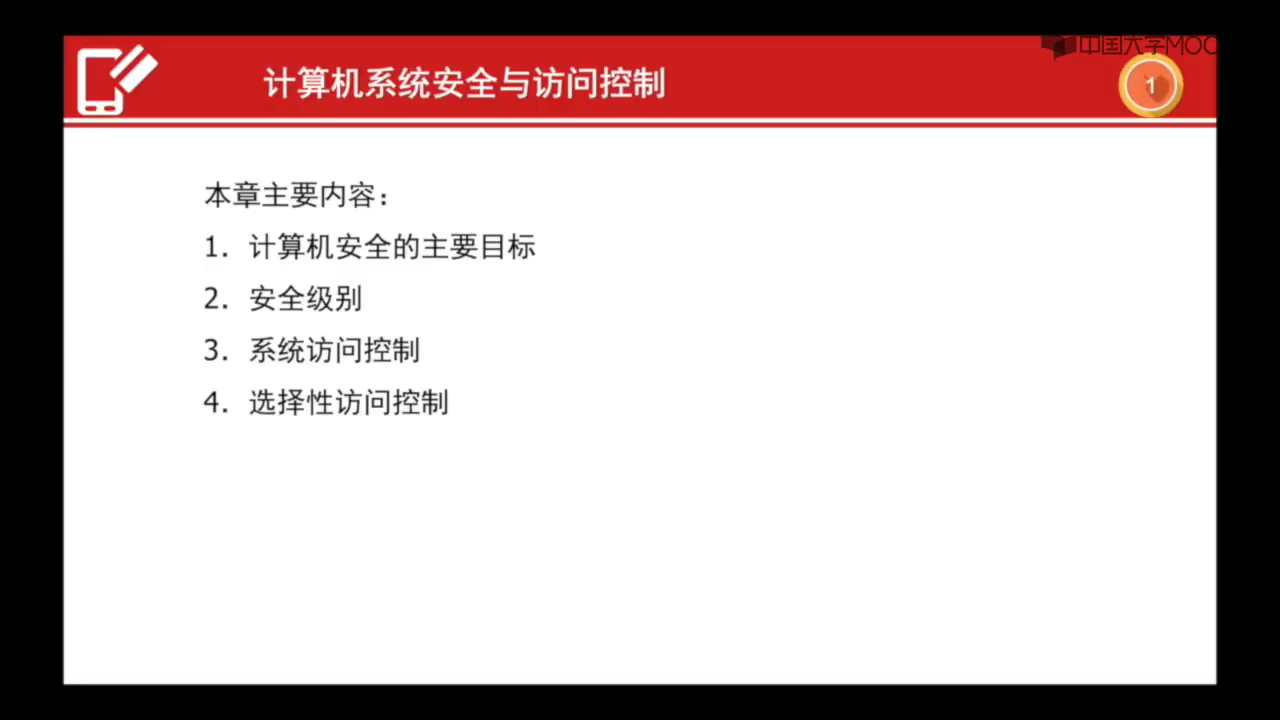 中国大学MOO
计算机系统安全与访问控制
1
本章主要内容：
1. 计算机安全的主要目标
2. 安全级别
3. 系统访问控制
4. 选择性访问控制